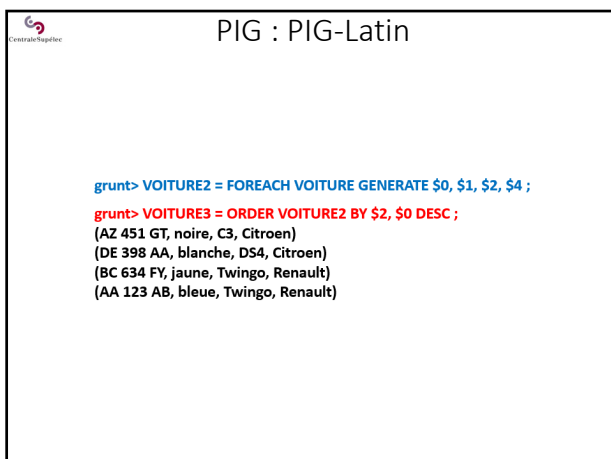 CentraleSupélec
PIG : PIG-Latin
grunt> VOITURE2 = FOREACH VOITURE GENERATE $0, $1, $2, $4 ;
grunt> VOITURE3 = ORDER VOITURE2 BY $2, $0 DESC ;
(AZ 451 GT, noire, C3, Citroen)
(DE 398 AA, blanche, DS4, Citroen)
(BC 634 FY, jaune, Twingo, Renault)
(AA 123 AB, bleue, Twingo, Renault)